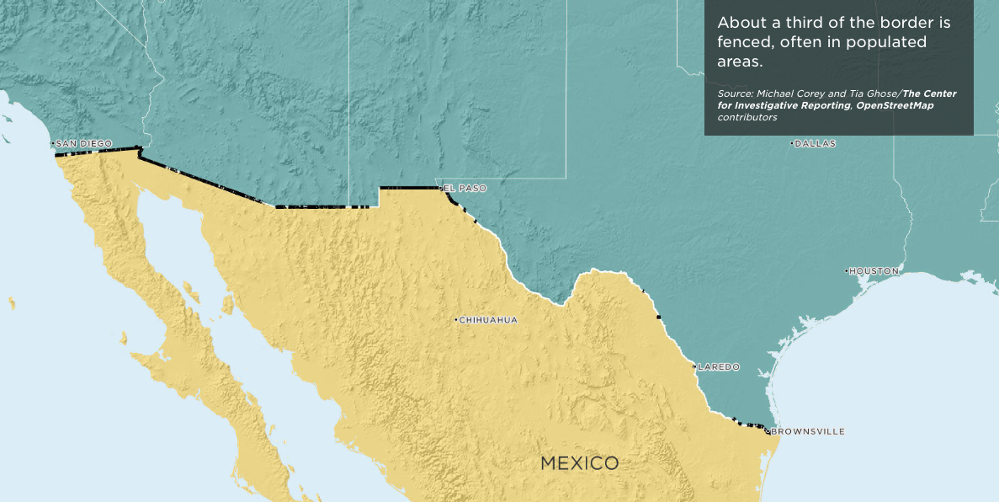 About a third of the border is
fenced, often in populated
areas.
Source: Michael Corey and Tia Ghose/The Center
for Investigative Reporting, OpenStreetMap
contributors
SAN DIEGO
DALLAS
EL PASO
HOUSTON
CHIHUAHUA
LAREDO
BROWNSVILLE
MEXICO